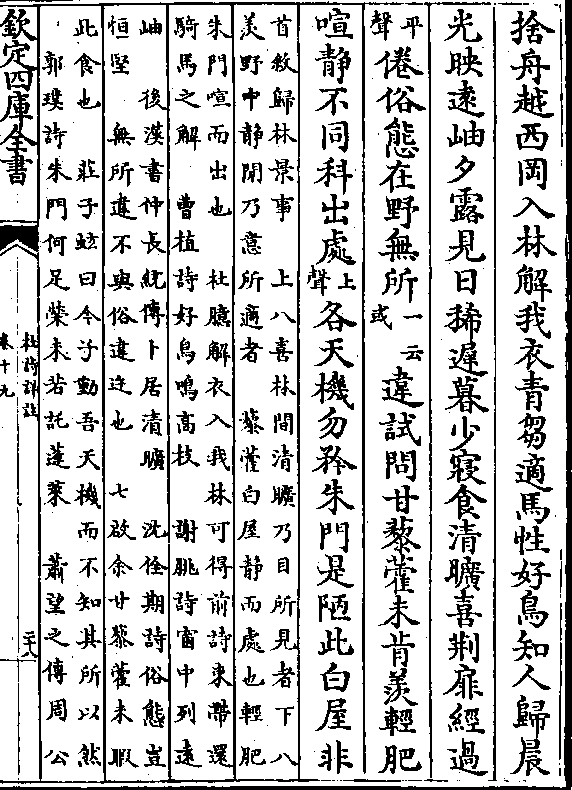 捨舟越西岡入林解我衣青芻適馬性好鳥知人歸晨
光映遠岫夕露見日稀遲暮少寢食清曠喜荆扉經過
平聲倦俗態在野無所一云或違試問甘藜藿未肯羨輕肥
喧静不同科出處上聲各天機勿矜朱門是陋此白屋非
首敘歸林景事 上八喜林間清曠乃日所見者下八
羨野中静閒乃意所適者 藜藿白屋静而處也輕肥
朱門喧而出也 杜臆解衣入我林可得前詩束帶還
騎馬之解 曹植詩好鳥鳴高枝 謝朓詩窗中列遠
岫 後漢書仲長統傳卜居清曠 沈佺期詩俗態豈
恒堅 無所違不與俗違迕也 七啟余甘藜藿未暇
此食也 莊子蚿曰今予動吾天機而不知其所以然
郭璞詩朱門何足榮未若託蓬萊 蕭望之傳周公
欽定四庫全書
杜詩詳註
卷十九
二十八